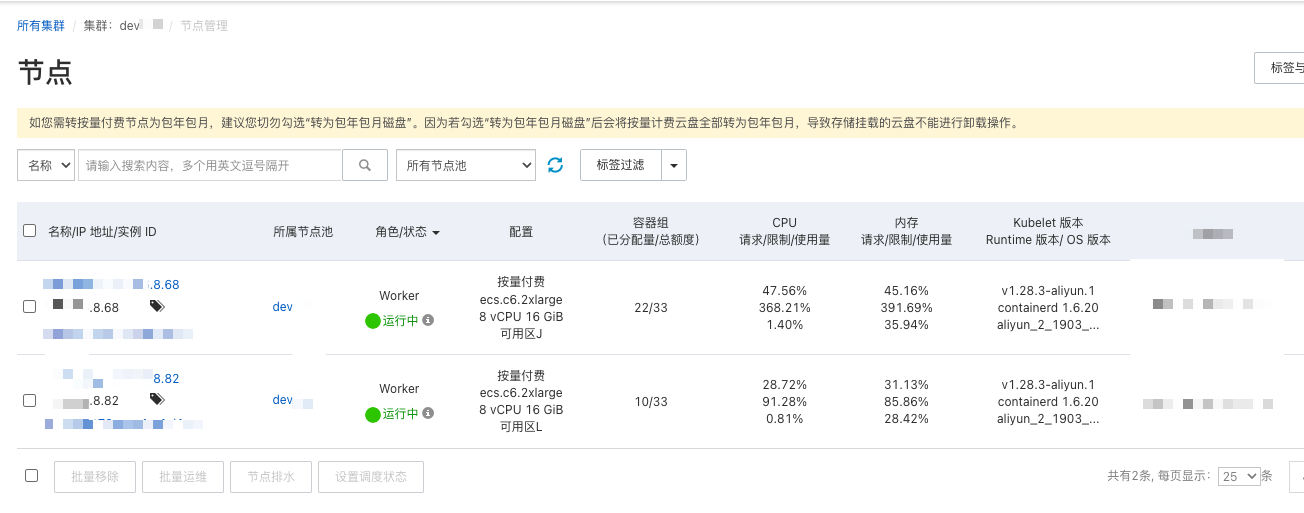 所有集群 / 集群：dev / 节点管理
节点
标签与
如您需转按量付费节点为包年包月，建议您切勿勾选“转为包年包月磁盘”。因为若勾选“转为包年包月磁盘”后会将按量计费云盘全部转为包年包月，导致存储挂载的云盘不能进行卸载操作。
名称 请输入搜索内容，多个用英文逗号隔开 所有节点池 标签过滤
名称/IP 地址/实例 ID 所属节点池 角色/状态 配置 容器组 (已分配量/总额度) CPU 请求/限制/使用量 内存 请求/限制/使用量 Kubelet 版本 Runtime 版本/ OS 版本
.8.68
.8.68
dev
Worker
运行中
按量付费
ecs.c6.2xlarge
8 vCPU 16 GiB
可用区J
22/33
47.56%
368.21%
1.40%
45.16%
391.69%
35.94%
v1.28.3-aliyun.1
containerd 1.6.20
aliyun_2_1903_...
8.82
.8.82
dev
Worker
运行中
按量付费
ecs.c6.2xlarge
8 vCPU 16 GiB
可用区L
10/33
28.72%
91.28%
0.81%
31.13%
85.86%
28.42%
v1.28.3-aliyun.1
containerd 1.6.20
aliyun_2_1903_...
批量移除 批量运维 节点排水 设置调度状态 共有2条, 每页显示: 25 条